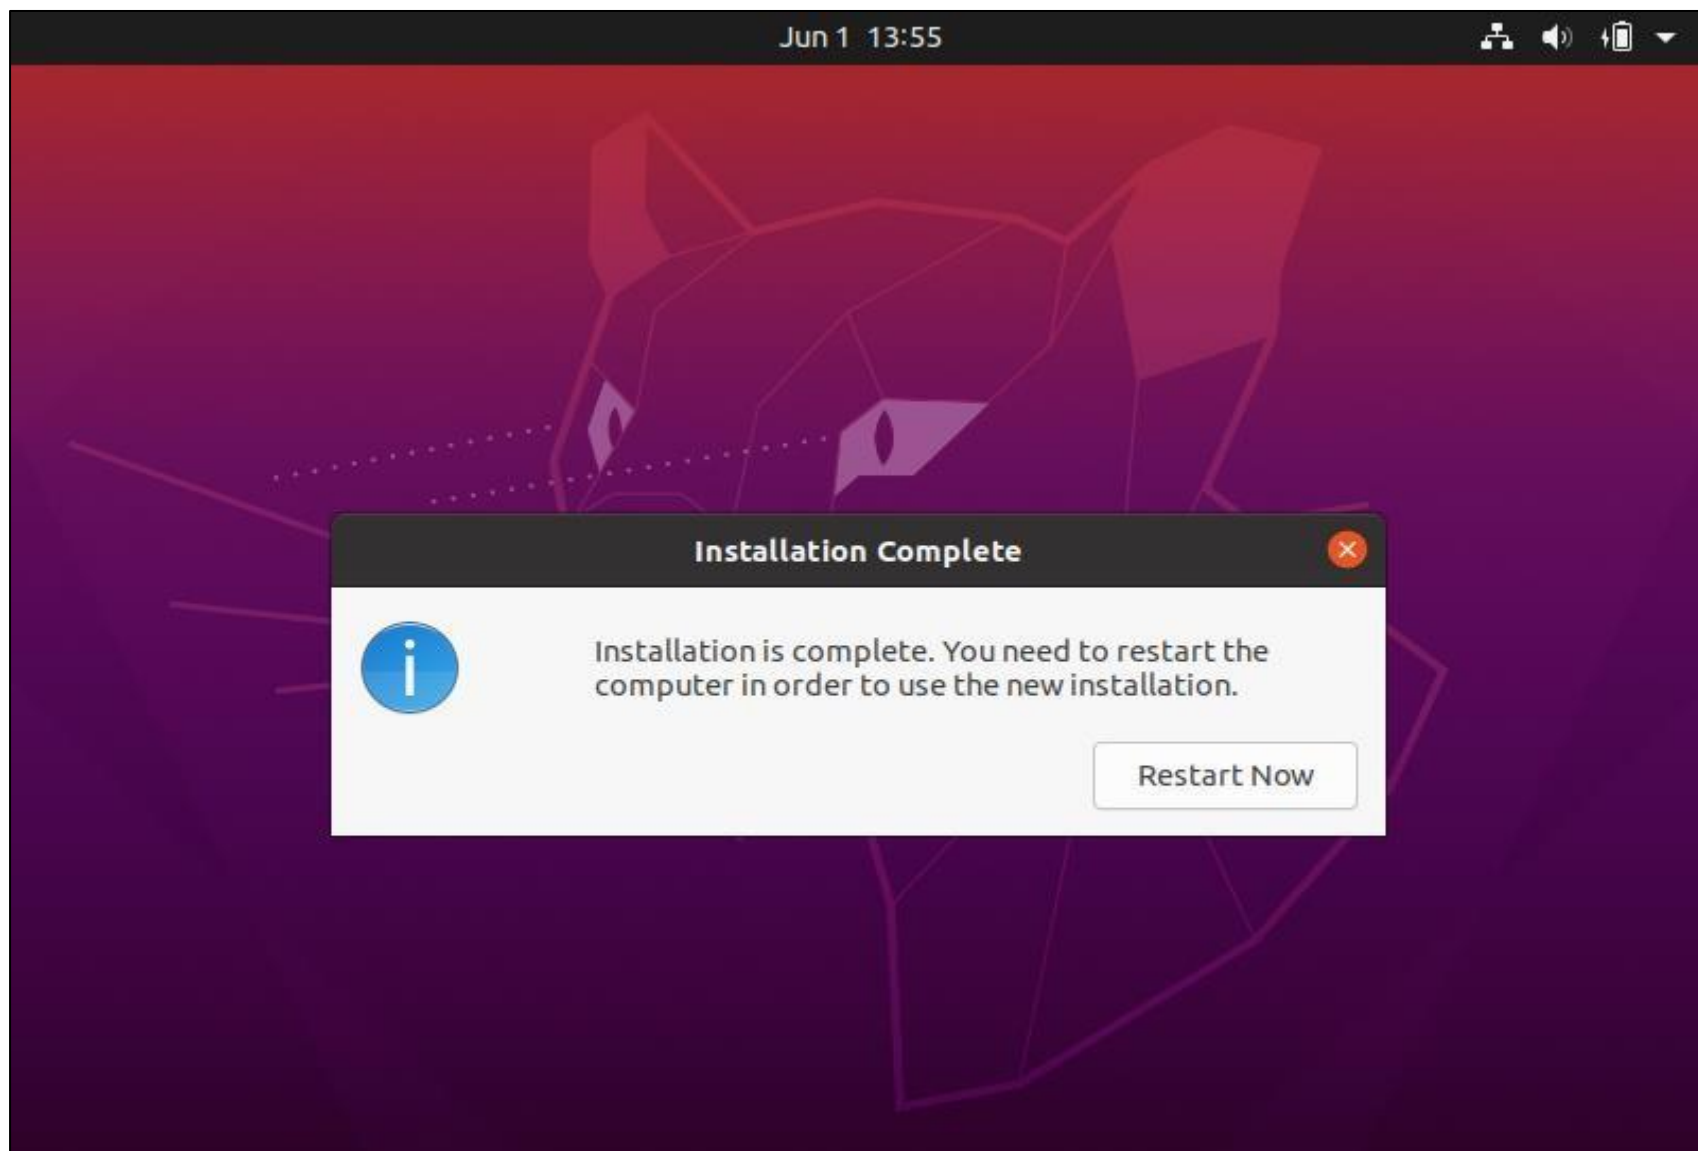 Jun 1 13:55
Installation Complete
Installation is complete. You need to restart the
computer in order to use the new installation.
Restart Now